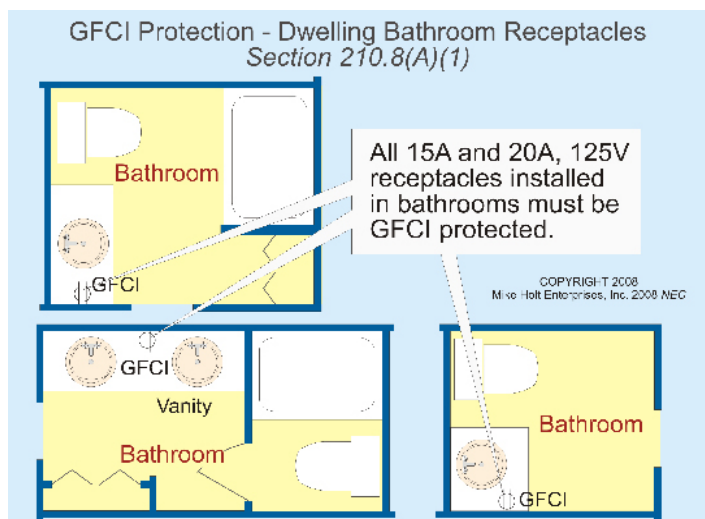 GFCI Protection - Dwelling Bathroom Receptacles
Section 210.8(A)(1)
Bathroom
All 15A and 20A, 125V
receptacles installed
in bathrooms must be
GFCI protected.
GFCI
COPYRIGHT 2008
Mike Holt Enterprises, Inc. 2008 NEC
GFCI
Vanity
Bathroom
Bathroom
GFCI